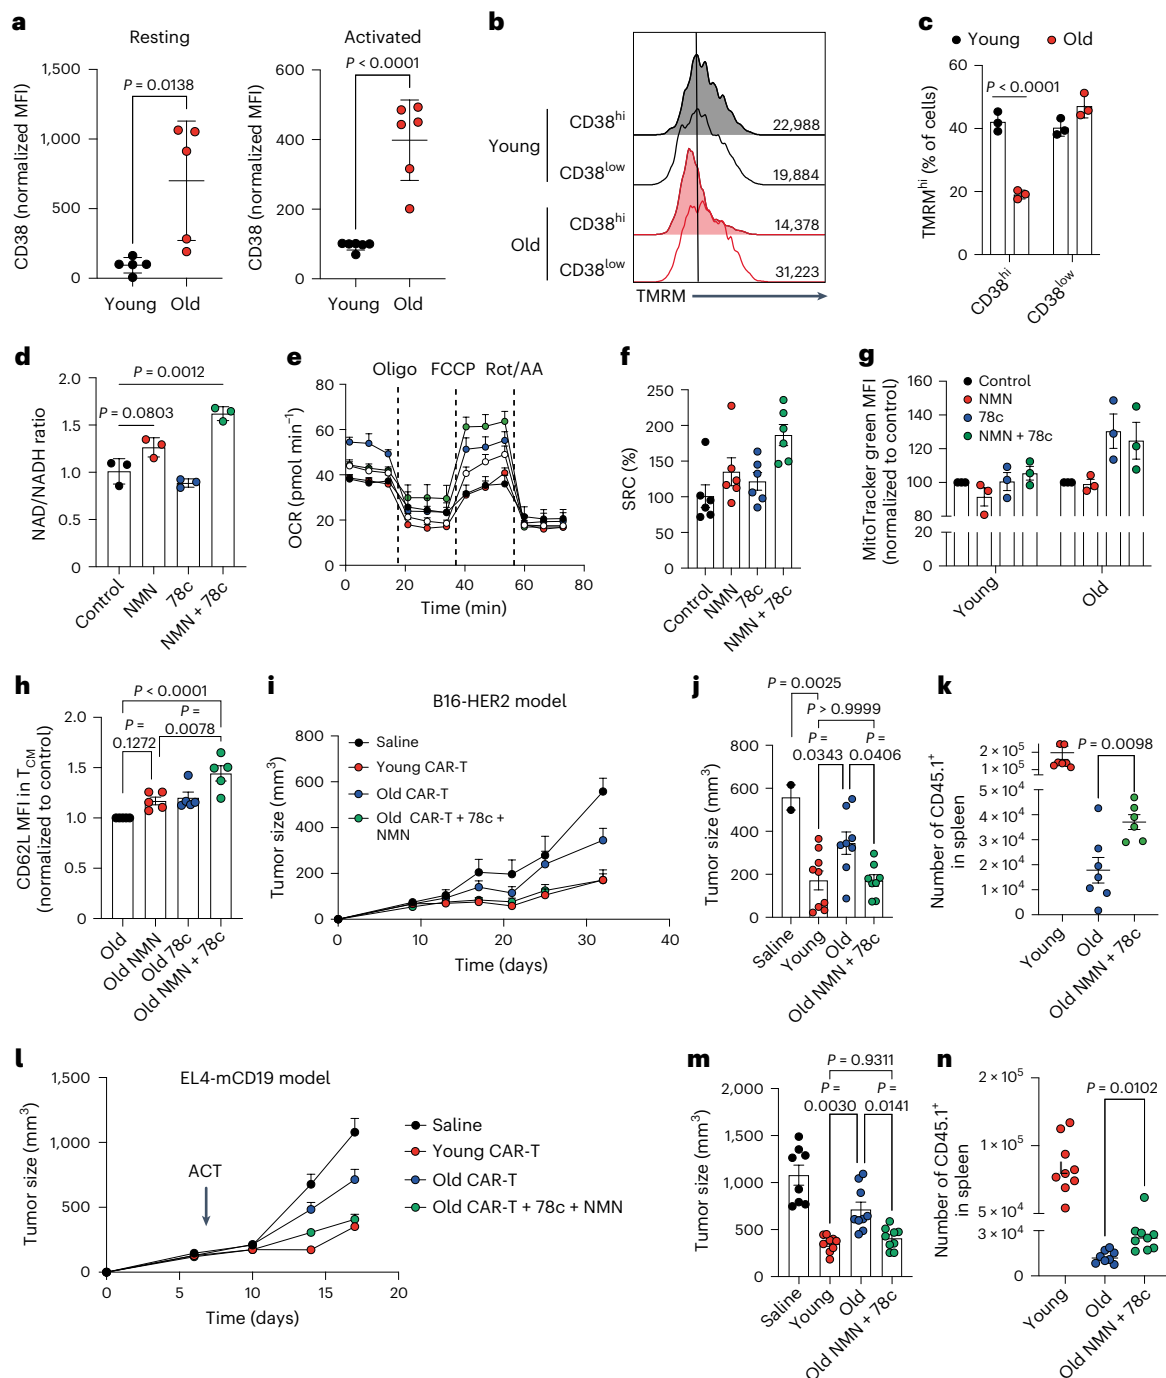 a
Resting
Activated
CD38 (normalized MFI)
1,500
1,000
500
0
P = 0.0138
Young
Old
CD38 (normalized MFI)
600
400
200
0
P < 0.0001
Young
Old
b
Young
CD38hi
22,988
CD38low
19,884
Old
CD38hi
14,378
CD38low
31,223
TMRM
c
Young
Old
TMRMhi (% of cells)
60
40
20
0
P < 0.0001
CD38hi
CD38low
d
NAD/NADH ratio
2.0
1.5
1.0
0.5
0
P = 0.0012
P = 0.0803
Control
NMN
78c
NMN + 78c
e
Oligo
FCCP
Rot/AA
OCR (pmol min−1)
80
60
40
20
0
0
20
40
60
80
Time (min)
f
SRC (%)
250
200
150
100
50
0
Control
NMN
78c
NMN + 78c
g
MitoTracker green MFI
(normalized to control)
160
140
120
100
80
20
0
Control
NMN
78c
NMN + 78c
Young
Old
h
CD62L MFI in TCM
(normalized to control)
2.0
1.5
1.0
0.5
0
P < 0.0001
P =
0.0078
P =
0.1272
Old
Old NMN
Old 78c
Old NMN + 78c
i
B16-HER2 model
Tumor size (mm3)
800
600
400
200
0
Saline
Young CAR-T
Old CAR-T
Old CAR-T + 78c +
NMN
0
10
20
30
40
Time (days)
j
Tumor size (mm3)
800
600
400
200
0
P = 0.0025
P > 0.9999
P =
0.0343
P =
0.0406
Saline
Young
Old
Old NMN + 78c
k
Number of CD45.1+
in spleen
2 × 105
1 × 105
5 × 104
4 × 104
3 × 104
2 × 104
1 × 104
0
P = 0.0098
Young
Old
Old NMN + 78c
l
EL4-mCD19 model
Tumor size (mm3)
1,500
1,000
500
0
ACT
Saline
Young CAR-T
Old CAR-T
Old CAR-T + 78c + NMN
0
5
10
15
20
Time (days)
m
Tumor size (mm3)
2,000
1,500
1,000
500
0
P = 0.9311
P =
0.0030
P =
0.0141
Saline
Young
Old
Old NMN + 78c
n
Number of CD45.1+
in spleen
2 × 105
1 × 105
5 × 104
3 × 104
0
P = 0.0102
Young
Old
Old NMN + 78c